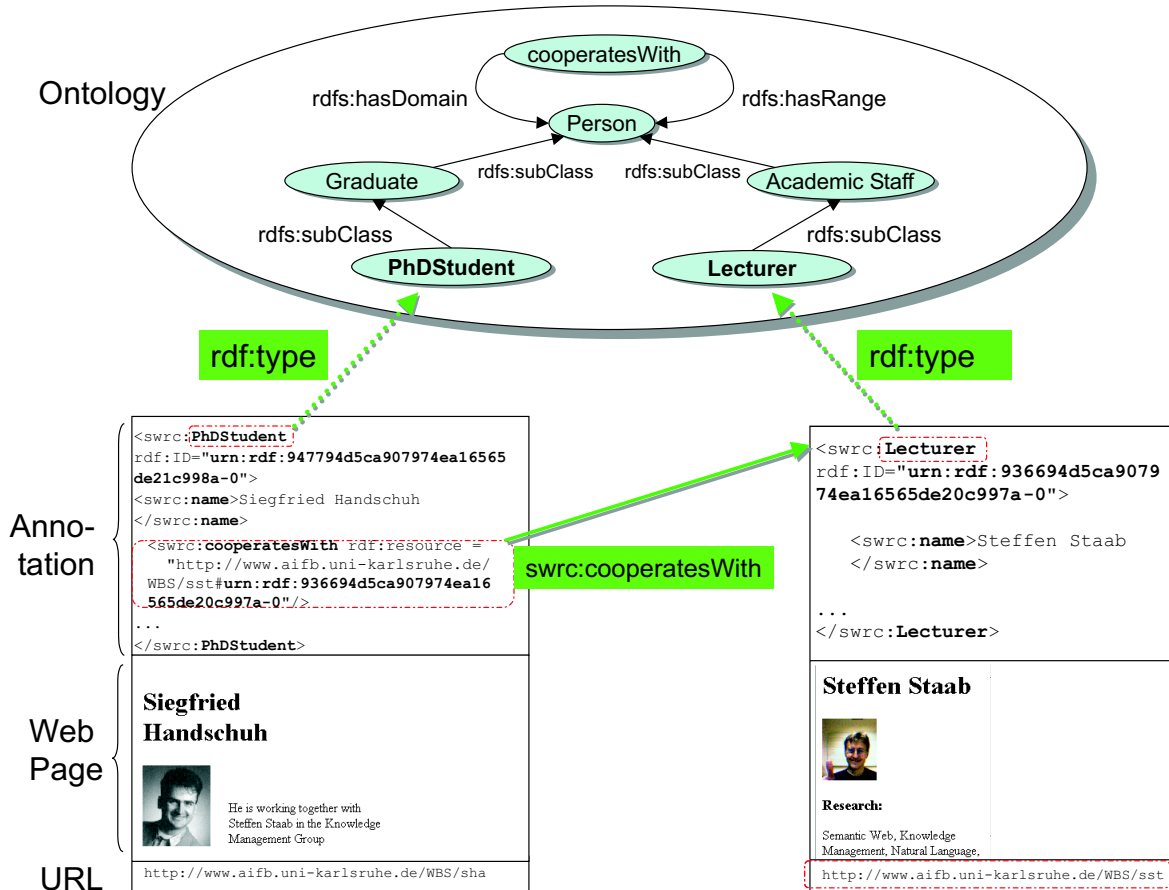 cooperatesWith
Ontology
rdfs:hasDomain
rdfs:hasRange
Person
rdfs:subClass
rdfs:subClass
Graduate
Academic Staff
rdfs:subClass
rdfs:subClass
PhDStudent
Lecturer
rdf:type
rdf:type
Anno-
tation
<swrc:PhDStudent
rdf:ID="urn:rdf:947794d5ca907974ea16565
de21c998a-0">
<swrc:name>Siegfried Handschuh
</swrc:name>
<swrc:cooperatesWith rdf:resource =
"http://www.aifb.uni-karlsruhe.de/
WBS/sst#urn:rdf:936694d5ca907974ea16
565de20c997a-0"/>
...
</swrc:PhDStudent>
swrc:cooperatesWith
<swrc:Lecturer
rdf:ID="urn:rdf:936694d5ca9079
74ea16565de20c997a-0">
<swrc:name>Steffen Staab
</swrc:name>
...
</swrc:Lecturer>
Web
Page
Siegfried
Handschuh
He is working together with
Steffen Staab in the Knowledge
Management Group
Steffen Staab
Research:
Semantic Web, Knowledge
Management, Natural Language,
URL
http://www.aifb.uni-karlsruhe.de/WBS/sha
http://www.aifb.uni-karlsruhe.de/WBS/sst